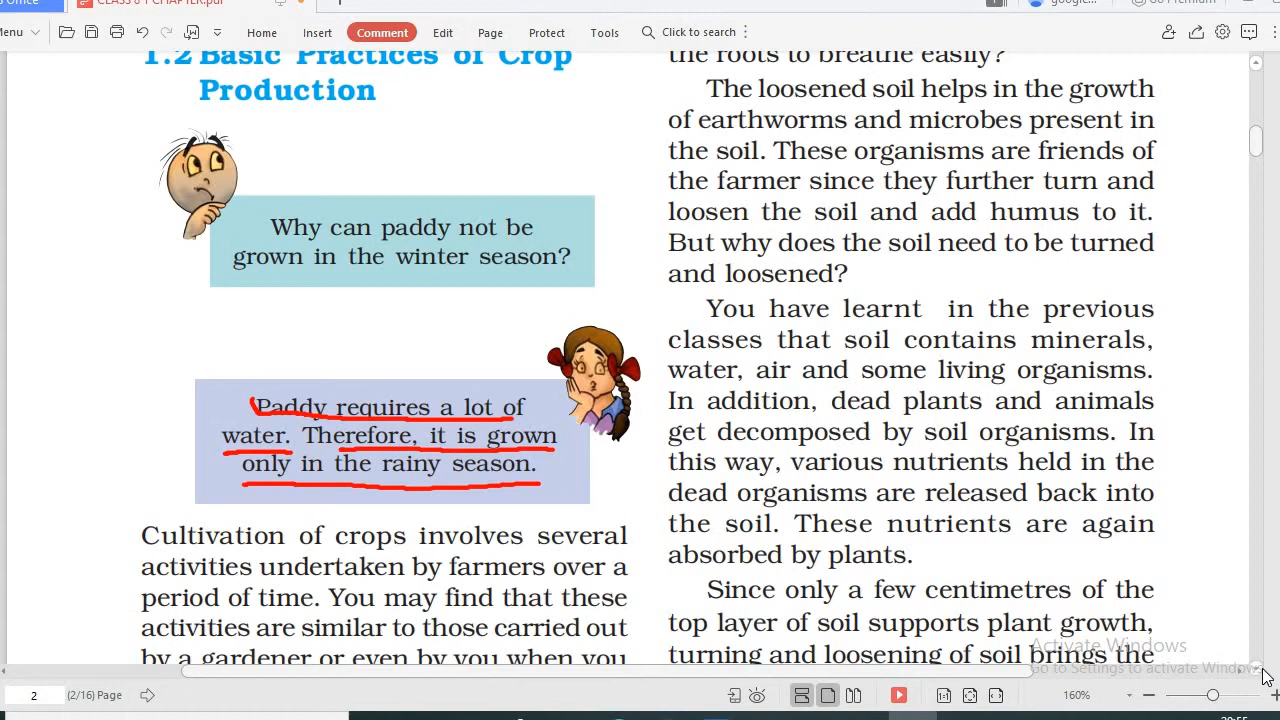 CLASS 8 1 CHAPTER.pdf
google...
Go Premium
Menu
Home
Insert
Comment
Edit
Page
Protect
Tools
Click to search
1.2 Basic Practices of Crop
Production
Why can paddy not be
grown in the winter season?
Paddy requires a lot of
water. Therefore, it is grown
only in the rainy season.
Cultivation of crops involves several
activities undertaken by farmers over a
period of time. You may find that these
activities are similar to those carried out
by a gardener or even by you when you
the roots to breathe easily?
The loosened soil helps in the growth
of earthworms and microbes present in
the soil. These organisms are friends of
the farmer since they further turn and
loosen the soil and add humus to it.
But why does the soil need to be turned
and loosened?
You have learnt in the previous
classes that soil contains minerals,
water, air and some living organisms.
In addition, dead plants and animals
get decomposed by soil organisms. In
this way, various nutrients held in the
dead organisms are released back into
the soil. These nutrients are again
absorbed by plants.
Since only a few centimetres of the
top layer of soil supports plant growth,
turning and loosening of soil brings the
Activate Windows
Go to Settings to activate Windows
2
(2/16) Page
160%